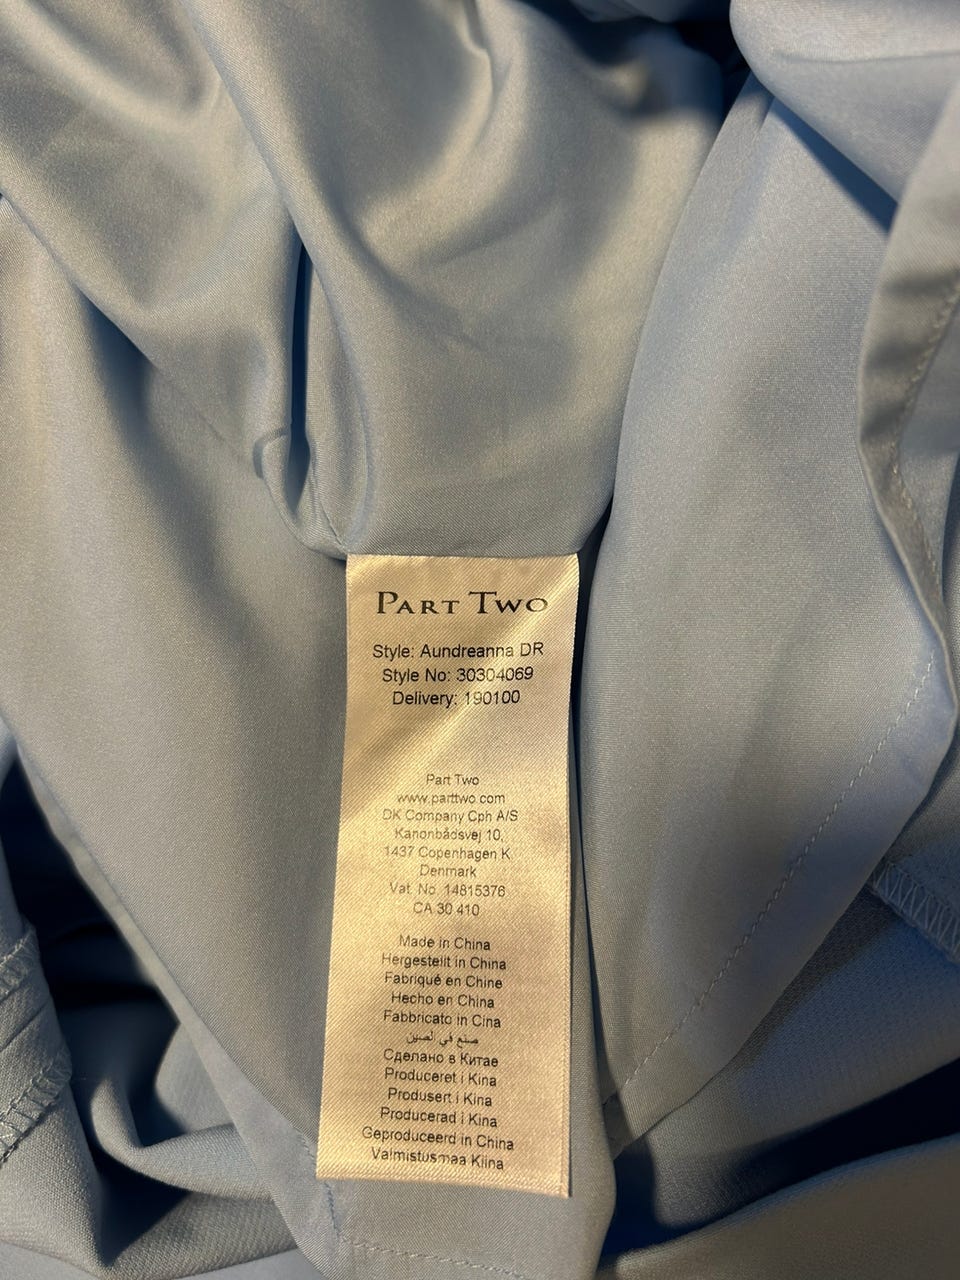 PART TWO
Style: Aundreanna DR
Style No: 30304069
Delivery: 190100
Part Two
www.parttwo.com
DK Company Cph A/S
Kanonbådsvej 10,
1437 Copenhagen K
Denmark
Vat. No. 14815376
CA 30 410
Made in China
Hergestellt in China
Fabriqué en Chine
Hecho en China
Fabbricato in Cina
صنع في الصين
Сделано в Китае
Produceret i Kina
Produsert i Kina
Producerad i Kina
Geproduceerd in China
Valmistusmaa Kiina